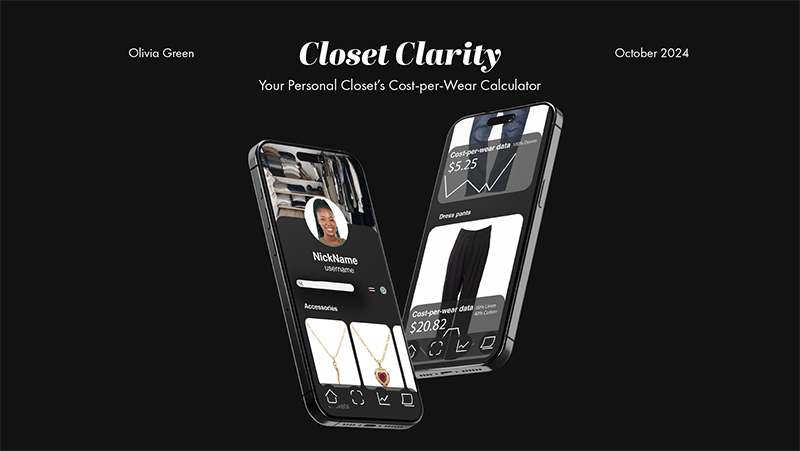 Olivia Green
Closet Clarity
October 2024
Your Personal Closet's Cost-per-Wear Calculator
NickName
username
Accessories
Cost-per-wear data
100% Denim
$5.25
Dress pants
Cost-per-wear data
60% Linen
40% Cotton
$20.82